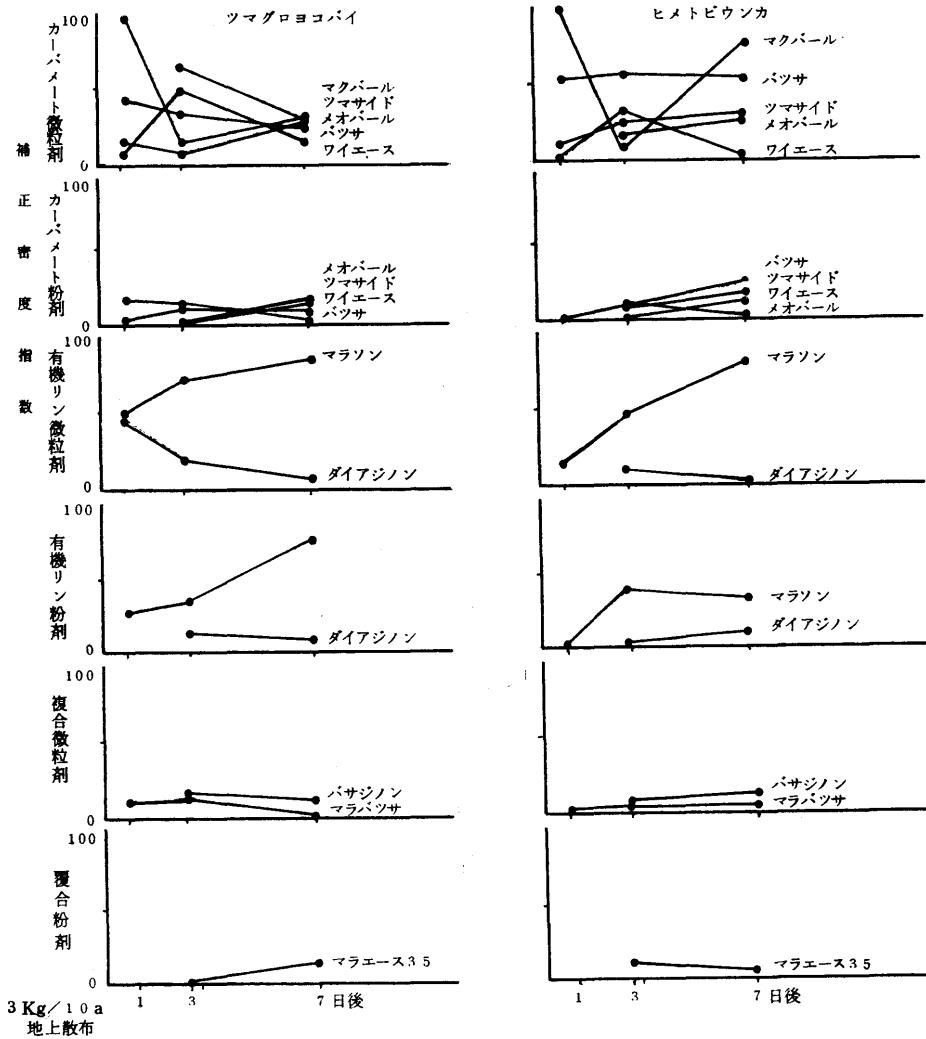 ツマグロヨコバイ
ヒメトビウンカ
補正密度指数
カーバメート微粒剤
100
0
マクバール
ツマサイド
メオバール
バツサ
ワイエース
マクバール
バツサ
ツマサイド
メオバール
ワイエース
カーバメート粉剤
100
0
メオバール
ツマサイド
ワイエース
バツサ
バツサ
ツマサイド
ワイエース
メオバール
有機リン微粒剤
100
0
マラソン
ダイアジノン
マラソン
ダイアジノン
有機リン粉剤
100
0
ダイアジノン
マラソン
ダイアジノン
複合微粒剤
100
0
バサジノン
マラバツサ
バサジノン
マラバツサ
覆合粉剤
100
0
マラエース35
マラエース35
1 3 7日後
1 3 7日後
3Kg/10a
地上散布